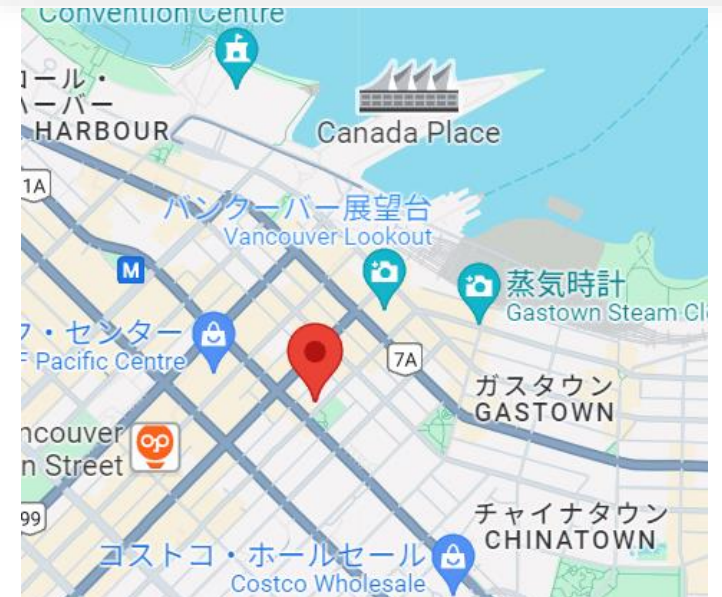 Convention Centre
ール・
ハーバー
HARBOUR
Canada Place
1A
バンクーバー展望台
Vancouver Lookout
M
蒸気時計
Gastown Steam Clo
ク・センター
F Pacific Centre
7A
ガスタウン
GASTOWN
ncouver
n Street
op
99
チャイナタウン
CHINATOWN
コストコ・ホールセール
Costco Wholesale